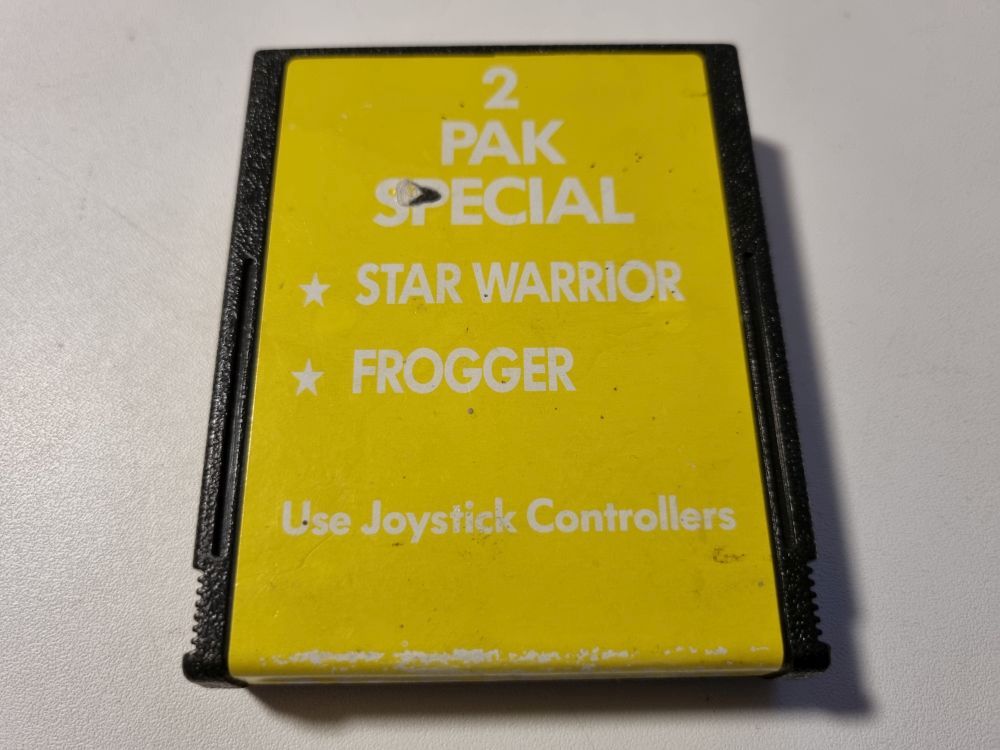 2
PAK
SPECIAL
★ STAR WARRIOR
★ FROGGER
Use Joystick Controllers